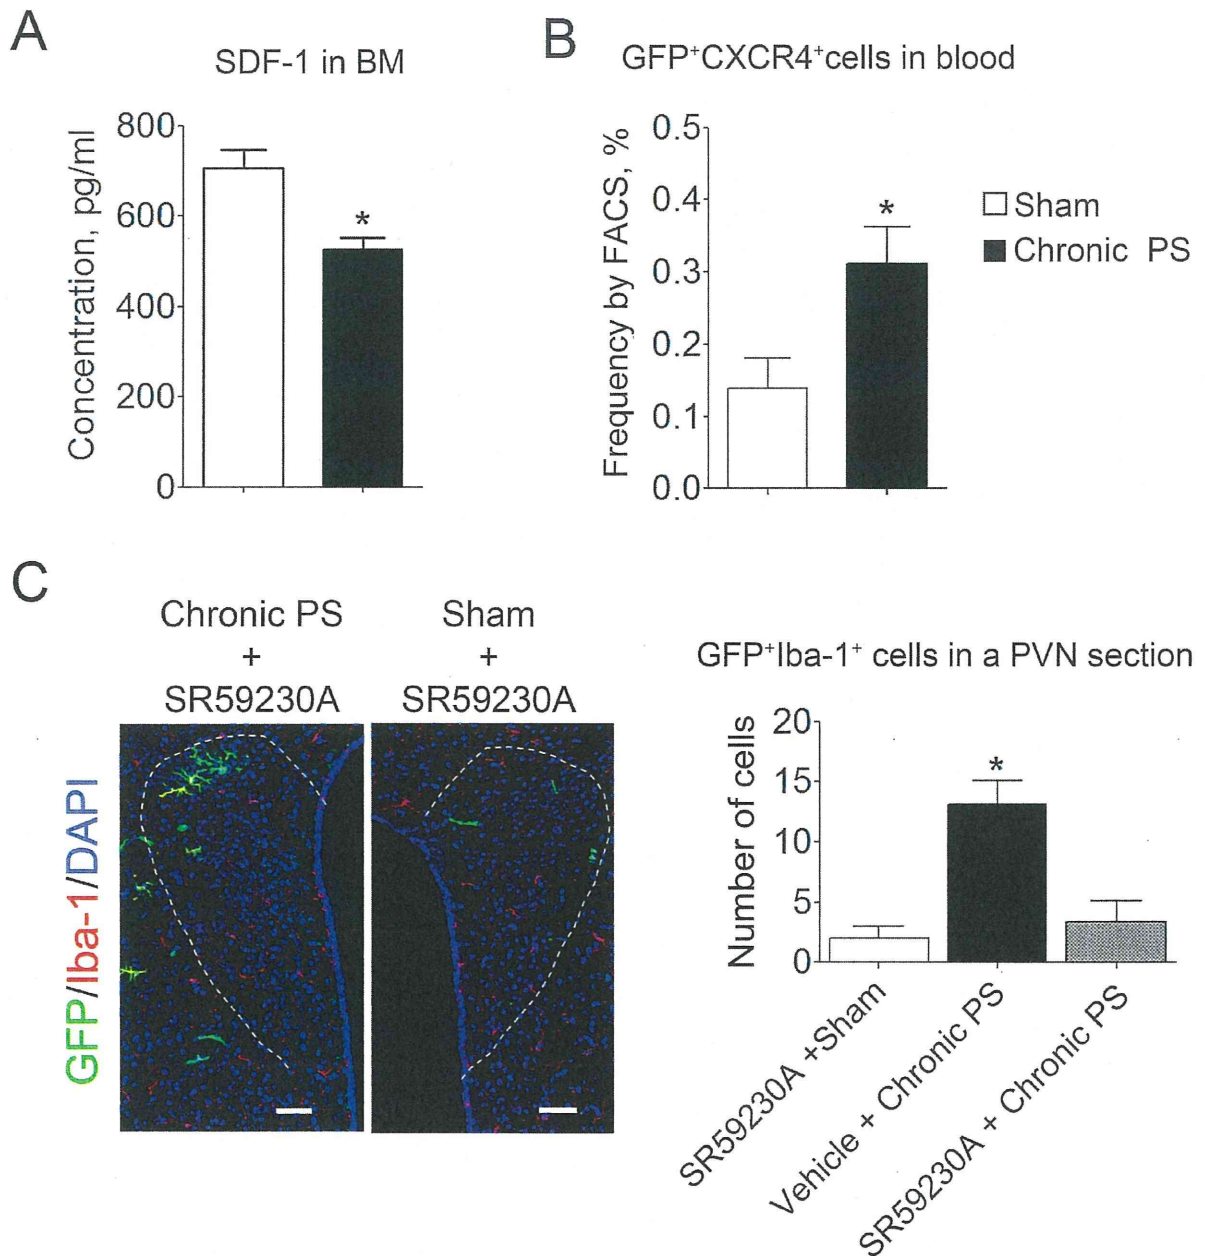 A
SDF-1 in BM
Concentration, pg/ml
800
600
400
200
0
*
B
GFP⁺CXCR4⁺cells in blood
Frequency by FACS, %
0.5
0.4
0.3
0.2
0.1
0.0
*
Sham
Chronic PS
C
Chronic PS
+
SR59230A
Sham
+
SR59230A
GFP/Iba-1/DAPI
GFP⁺Iba-1⁺ cells in a PVN section
Number of cells
20
15
10
5
0
*
SR59230A +Sham
Vehicle + Chronic PS
SR59230A + Chronic PS